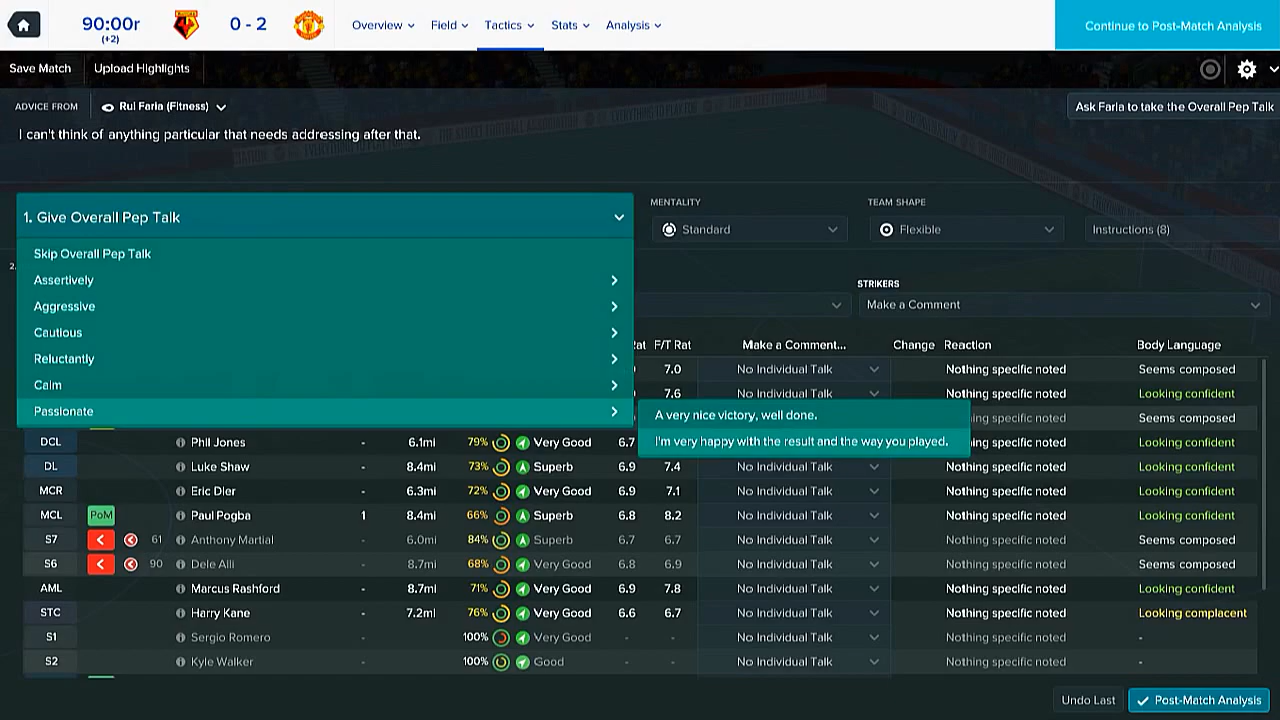 90:00r
(+2)
0 - 2
Overview
Field
Tactics
Stats
Analysis
Continue to Post-Match Analysis
Save Match
Upload Highlights
ADVICE FROM
Rui Faria (Fitness)
Ask Faria to take the Overall Pep Talk
I can't think of anything particular that needs addressing after that.
1. Give Overall Pep Talk
MENTALITY
TEAM SHAPE
Standard
Flexible
Instructions (8)
Skip Overall Pep Talk
2.
Assertively
Aggressive
Cautious
Reluctantly
Calm
Passionate
STRIKERS
Make a Comment
F/T Rat Make a Comment... Change Reaction Body Language
7.0 No Individual Talk Nothing specific noted Seems composed
7.6 No Individual Talk Nothing specific noted Looking confident
A very nice victory, well done.
I'm very happy with the result and the way you played.
specific noted Seems composed
DCL Phil Jones - 6.1mi 79% Very Good 6.7 specific noted Looking confident
DL Luke Shaw - 8.4mi 73% Superb 6.9 7.4 No Individual Talk Nothing specific noted Looking confident
MCR Eric Dier - 6.3mi 72% Very Good 6.9 7.1 No Individual Talk Nothing specific noted Looking confident
MCL PoM Paul Pogba 1 8.4mi 66% Superb 6.8 8.2 No Individual Talk Nothing specific noted Looking confident
S7 61 Anthony Martial - 6.0mi 84% Superb 6.7 6.7 No Individual Talk Nothing specific noted Seems composed
S6 90 Dele Alli - 8.7mi 68% Very Good 6.8 6.9 No Individual Talk Nothing specific noted Seems composed
AML Marcus Rashford - 8.7mi 71% Very Good 6.9 7.8 No Individual Talk Nothing specific noted Looking confident
STC Harry Kane - 7.2mi 76% Very Good 6.6 6.7 No Individual Talk Nothing specific noted Looking complacent
S1 Sergio Romero - 100% Very Good - - No Individual Talk Nothing specific noted -
S2 Kyle Walker - 100% Good - - No Individual Talk Nothing specific noted -
Undo Last
Post-Match Analysis